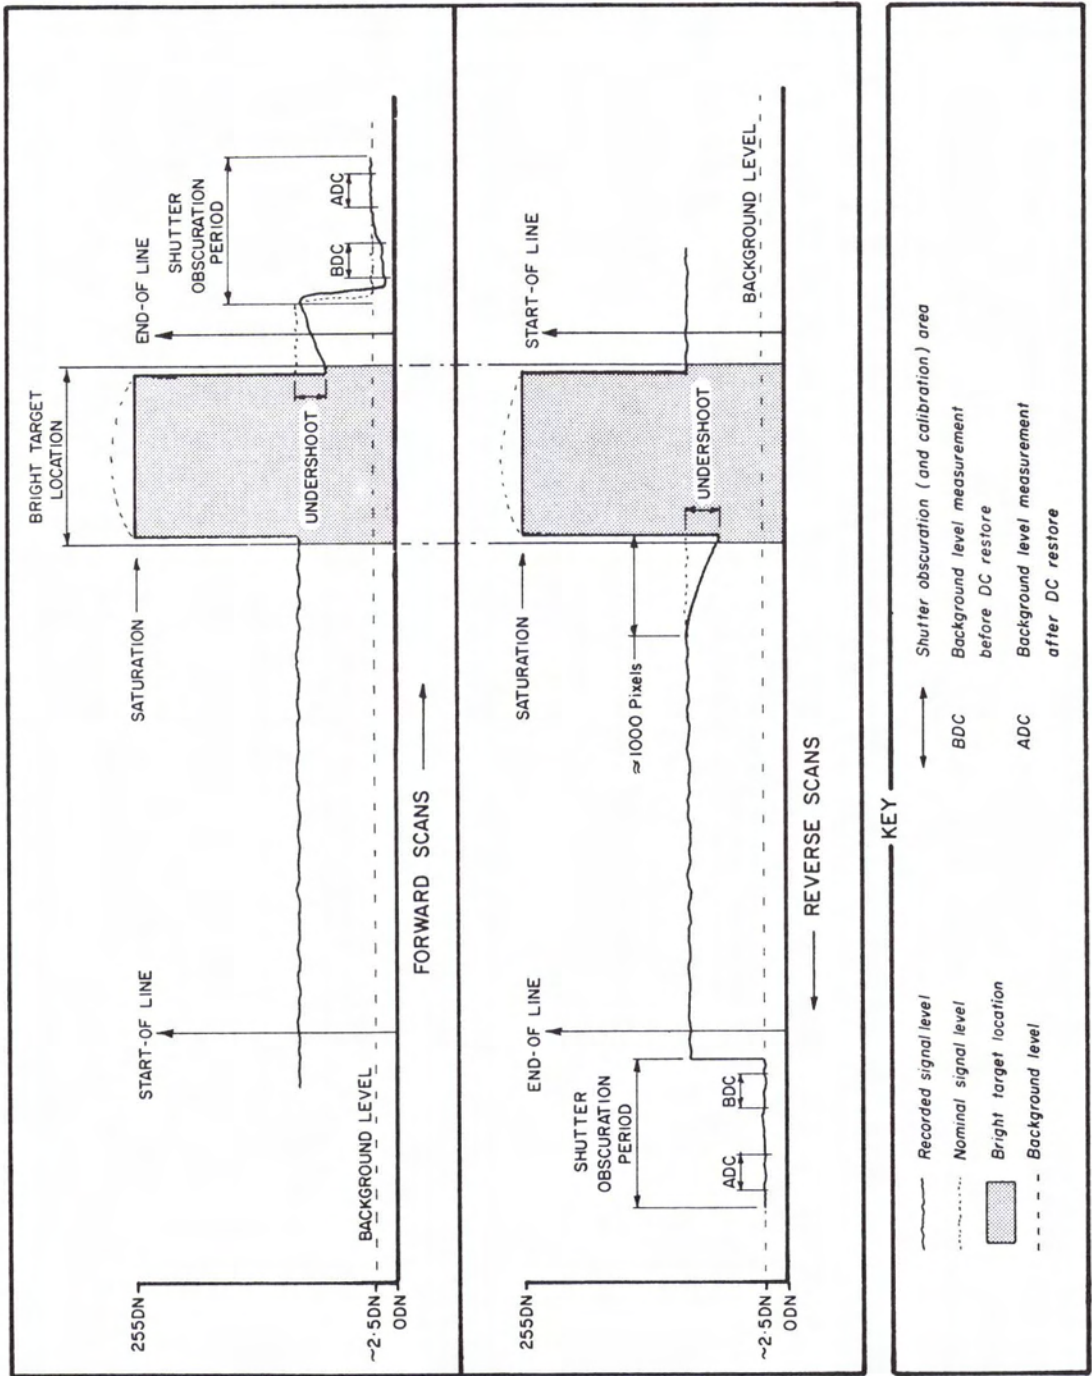 BRIGHT TARGET
LOCATION
SATURATION
END-OF LINE
START-OF LINE
SHUTTER
OBSCURATION
PERIOD
UNDERSHOOT
BDC
ADC
BACKGROUND LEVEL
255DN
~2·5DN
0DN
FORWARD SCANS
SATURATION
START-OF LINE
END-OF LINE
≈1000 Pixels
UNDERSHOOT
SHUTTER
OBSCURATION
PERIOD
ADC
BDC
BACKGROUND LEVEL
255DN
~2·5DN
0DN
REVERSE SCANS
KEY
Recorded signal level
Nominal signal level
Bright target location
Background level
Shutter obscuration (and calibration) area
BDC Background level measurement
before DC restore
ADC Background level measurement
after DC restore